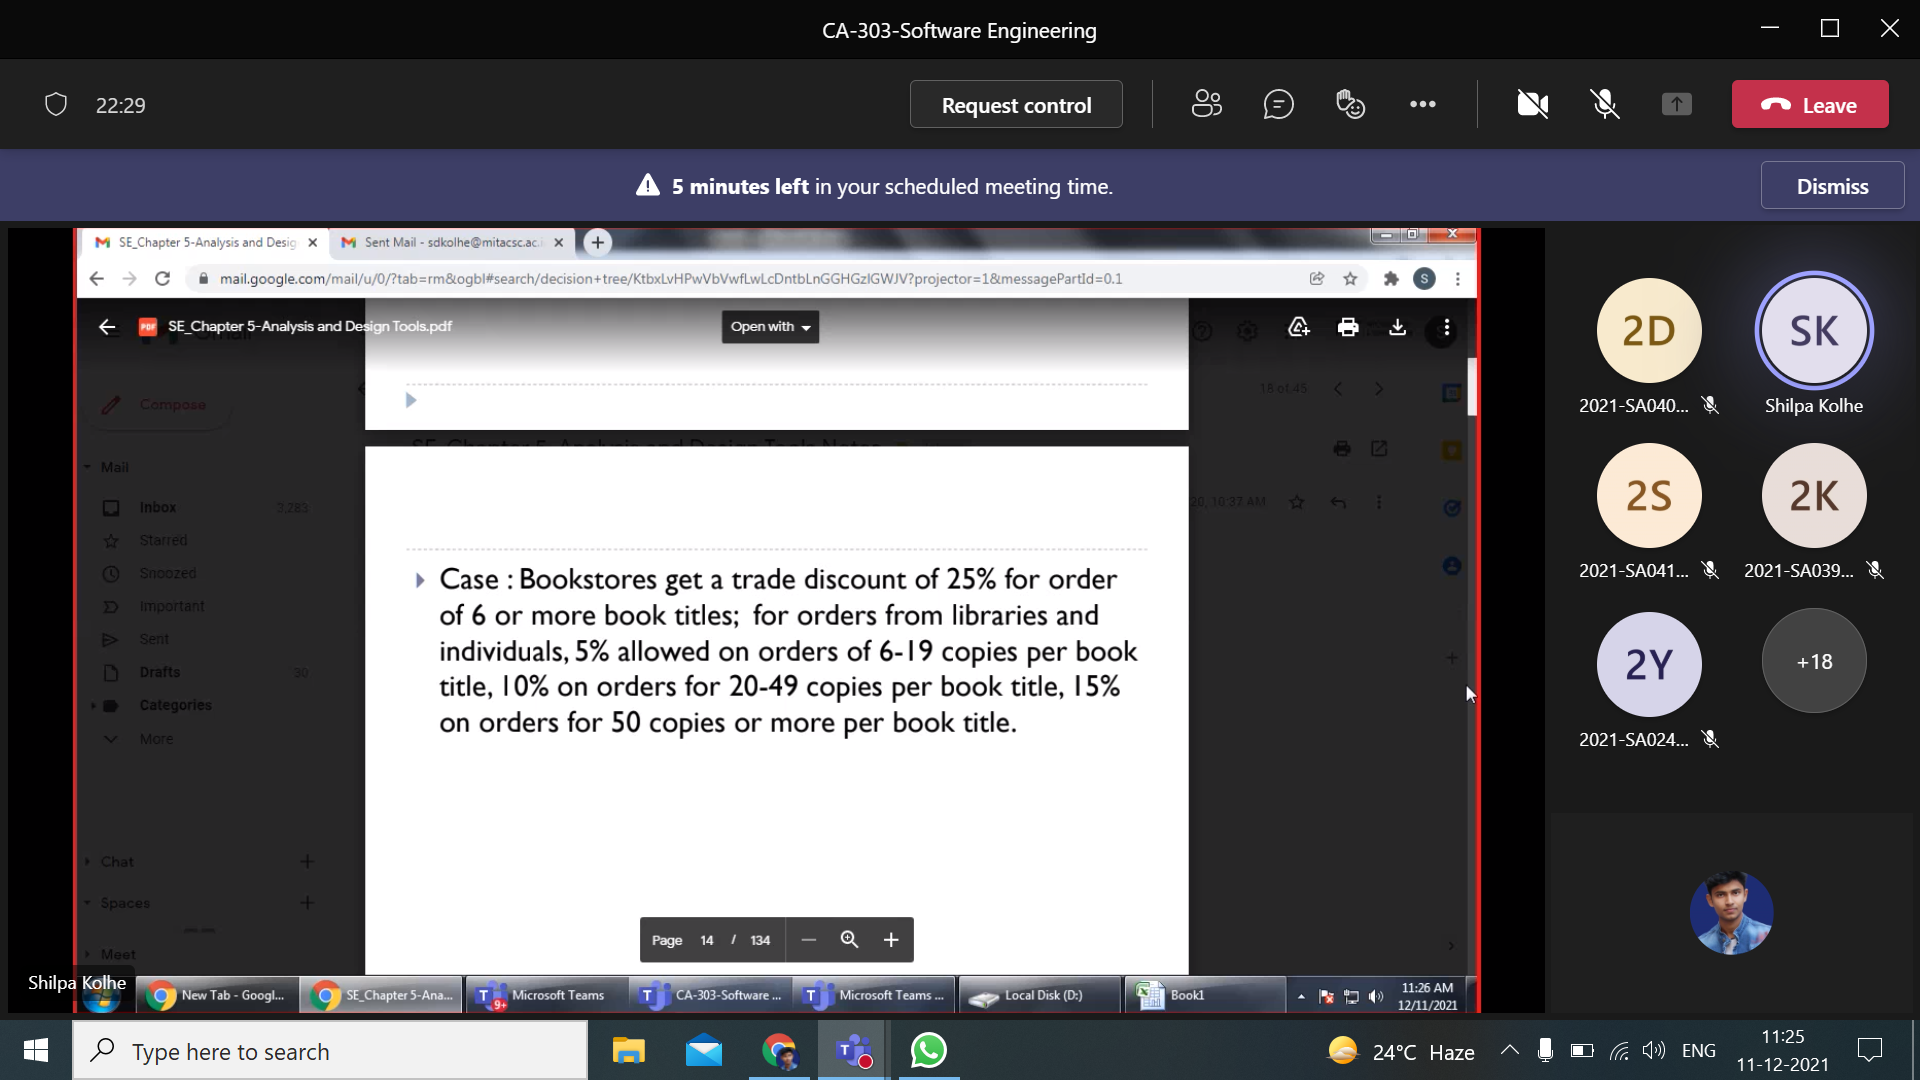 CA-303-Software Engineering
22:29
Request control
Leave
5 minutes left in your scheduled meeting time.
Dismiss
SE_Chapter 5-Analysis and Desig
Sent Mail - sdkolhe@mitacsc.ac.i
mail.google.com/mail/u/0/?tab=rm&ogbl#search/decision+tree/KtbxLvHPwVbVwfLwLcDntbLnGGHGzlGWJV?projector=1&messagePartId=0.1
S
PDF
SE_Chapter 5-Analysis and Design Tools.pdf
Open with
Compose
18 of 45
Mail
Inbox 3,283
Starred
Snoozed
Important
Sent
Drafts 30
Categories
More
Chat
Spaces
Meet
20, 10:37 AM
Case : Bookstores get a trade discount of 25% for order
of 6 or more book titles; for orders from libraries and
individuals, 5% allowed on orders of 6-19 copies per book
title, 10% on orders for 20-49 copies per book title, 15%
on orders for 50 copies or more per book title.
Page 14 / 134
2D
2021-SA040...
SK
Shilpa Kolhe
2S
2021-SA041...
2K
2021-SA039...
2Y
2021-SA024...
+18
Shilpa Kolhe
New Tab - Googl...
SE_Chapter 5-Ana...
9+
Microsoft Teams
CA-303-Software ...
Microsoft Teams ...
Local Disk (D:)
Book1
11:26 AM
12/11/2021
Type here to search
24°C Haze
ENG
11:25
11-12-2021